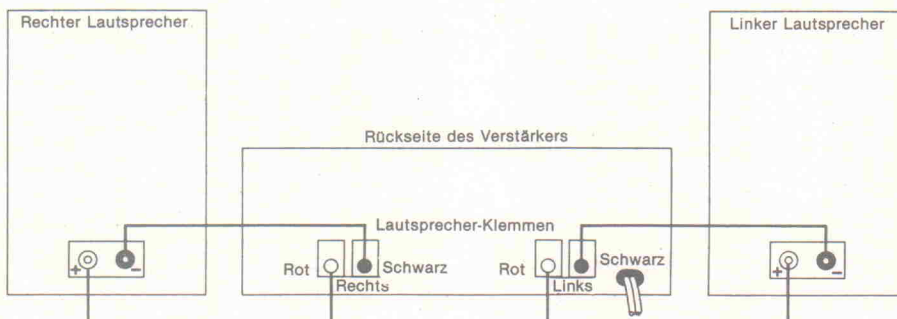 Rechter Lautsprecher
Linker Lautsprecher
Rückseite des Verstärkers
Lautsprecher-Klemmen
+ −
Rot
Schwarz
Rechts
Rot
Schwarz
Links
+ −